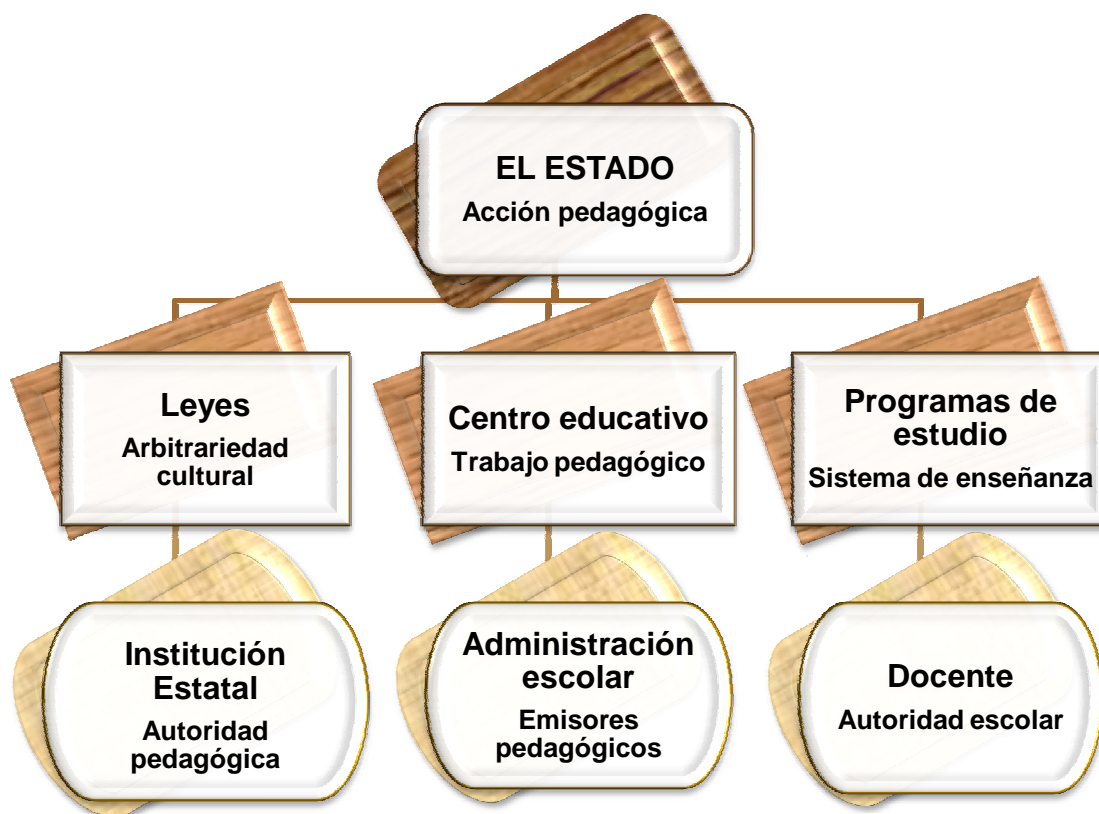 EL ESTADO
Acción pedagógica
Leyes
Arbitrariedad
cultural
Centro educativo
Trabajo pedagógico
Programas de
estudio
Sistema de enseñanza
Institución
Estatal
Autoridad
pedagógica
Administración
escolar
Emisores
pedagógicos
Docente
Autoridad escolar